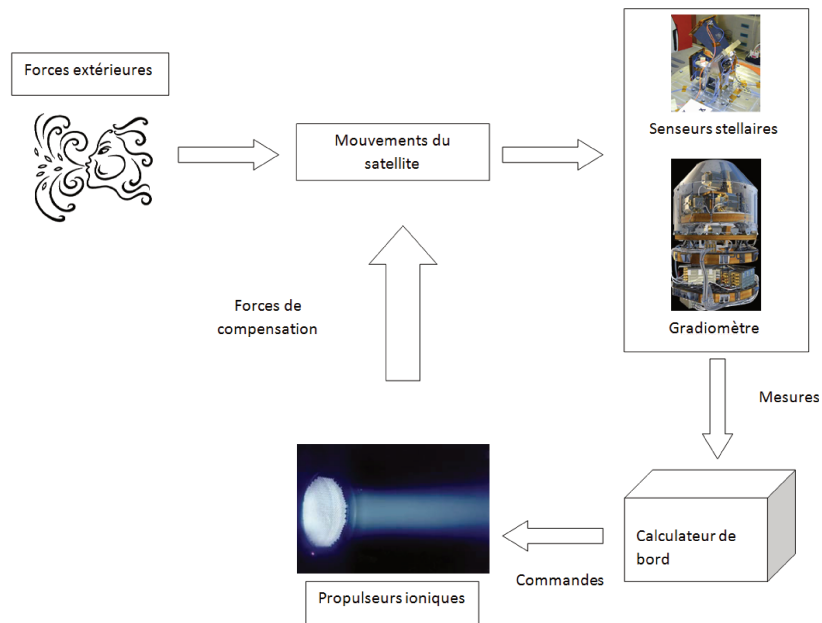 Forces extérieures
Mouvements du
satellite
Senseurs stellaires
Gradiomètre
Mesures
Calculateur de
bord
Commandes
Propulseurs ioniques
Forces de
compensation